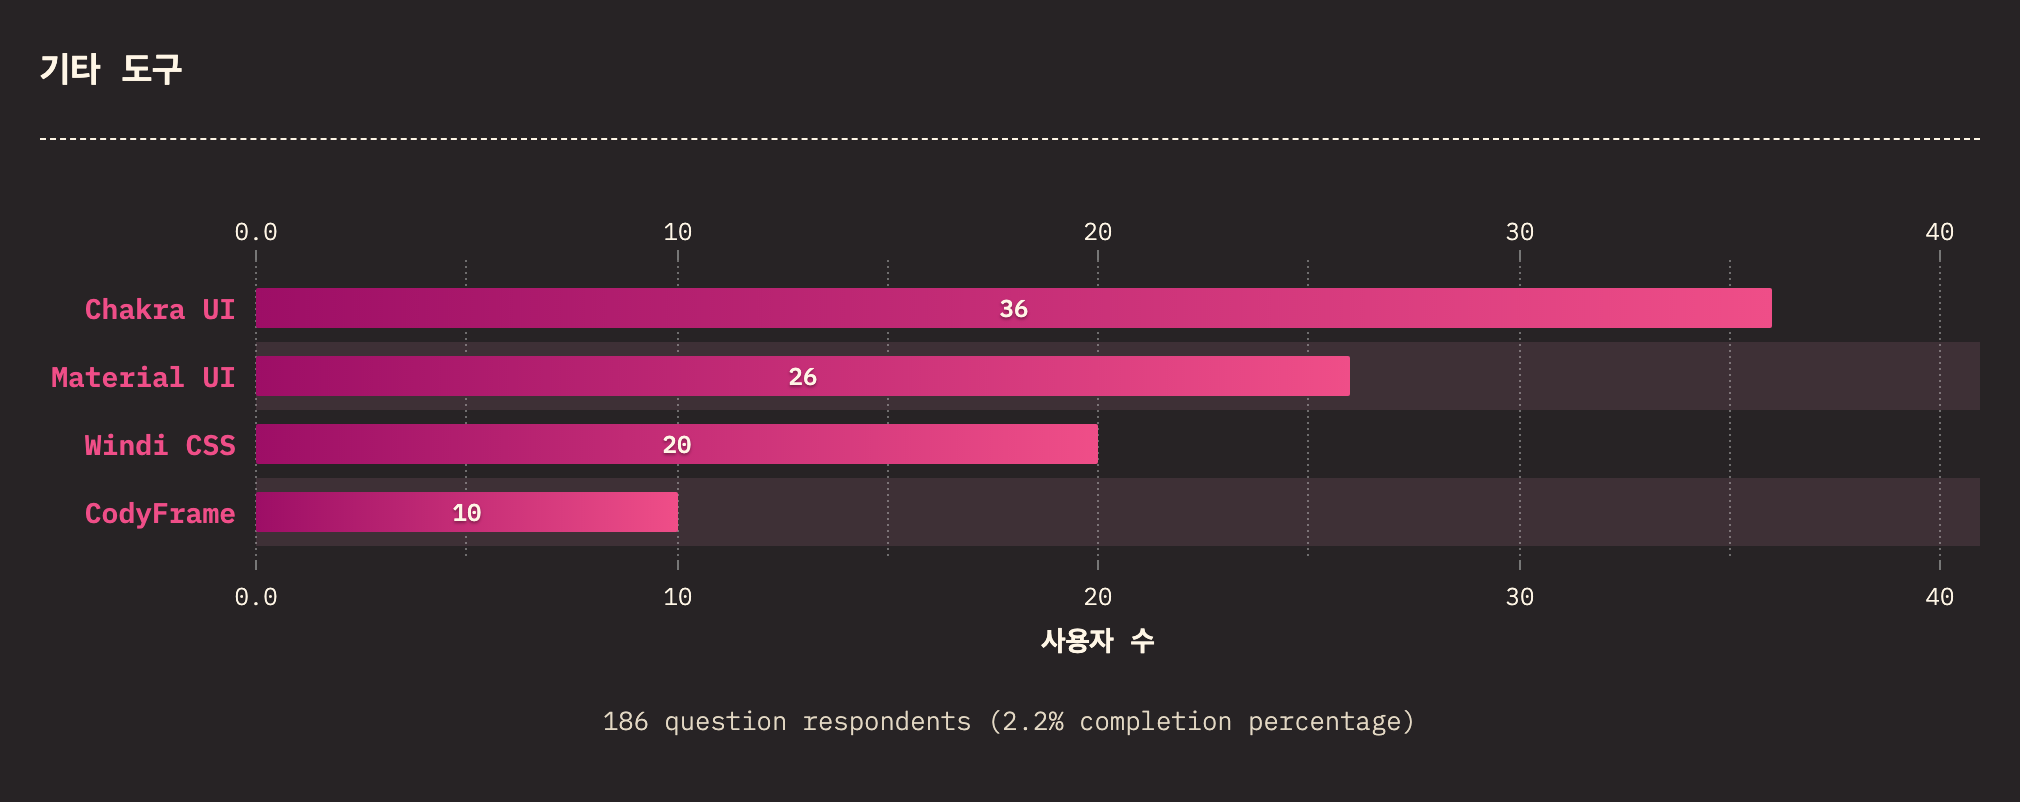 기타 도구
0.0 10 20 30 40
Chakra UI 36
Material UI 26
Windi CSS 20
CodyFrame 10
0.0 10 20 30 40
사용자 수
186 question respondents (2.2% completion percentage)